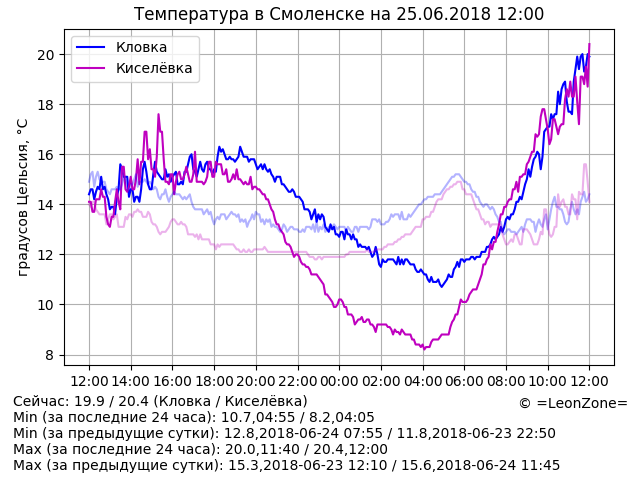 Температура в Смоленске на 25.06.2018 12:00
Кловка
Киселёвка
градусов Цельсия, °C
20
18
16
14
12
10
8
12:00 14:00 16:00 18:00 20:00 22:00 00:00 02:00 04:00 06:00 08:00 10:00 12:00
Сейчас: 19.9 / 20.4 (Кловка / Киселёвка)
© =LeonZone=
Min (за последние 24 часа): 10.7,04:55 / 8.2,04:05
Min (за предыдущие сутки): 12.8,2018-06-24 07:55 / 11.8,2018-06-23 22:50
Max (за последние 24 часа): 20.0,11:40 / 20.4,12:00
Max (за предыдущие сутки): 15.3,2018-06-23 12:10 / 15.6,2018-06-24 11:45